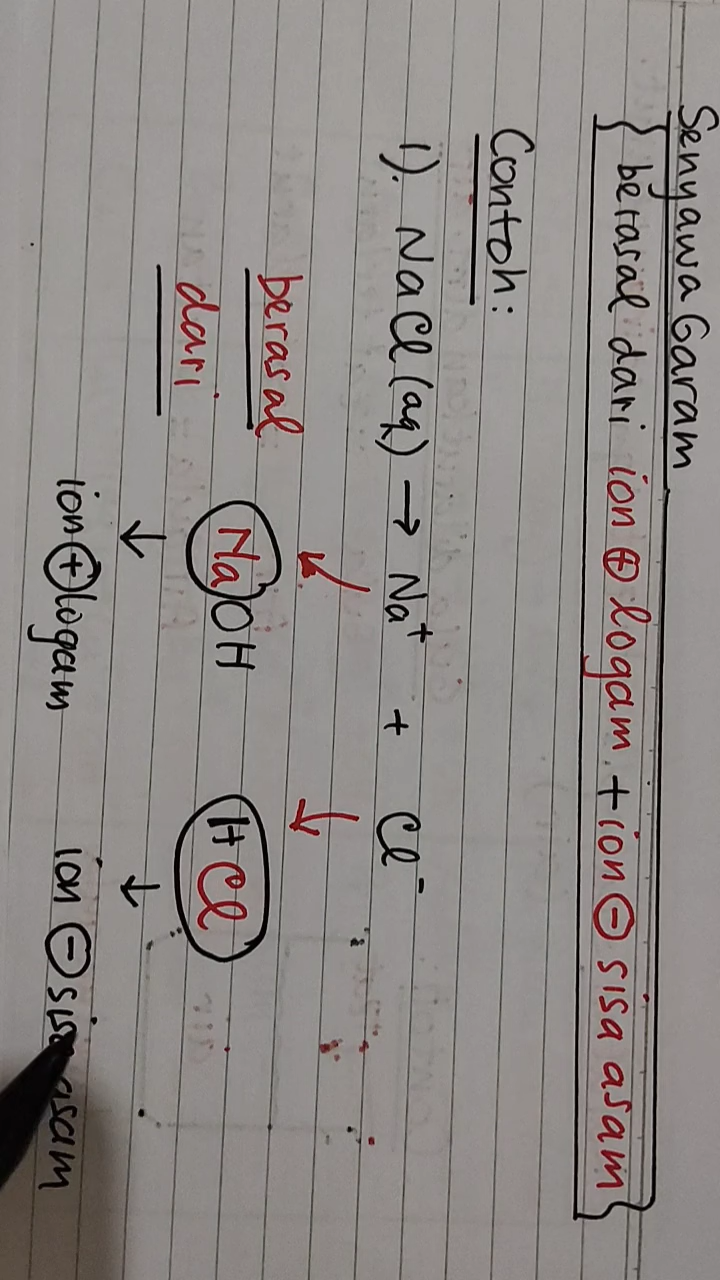 Senyawa Garam
{ berasal dari ion ⊕ logam + ion ⊖ sisa asam }
Contoh:
1). NaCl (aq) → Na⁺ + Cl⁻
berasal
dari
NaOH HCl
↓ ↓
ion ⊕ logam ion ⊖ sisa asam